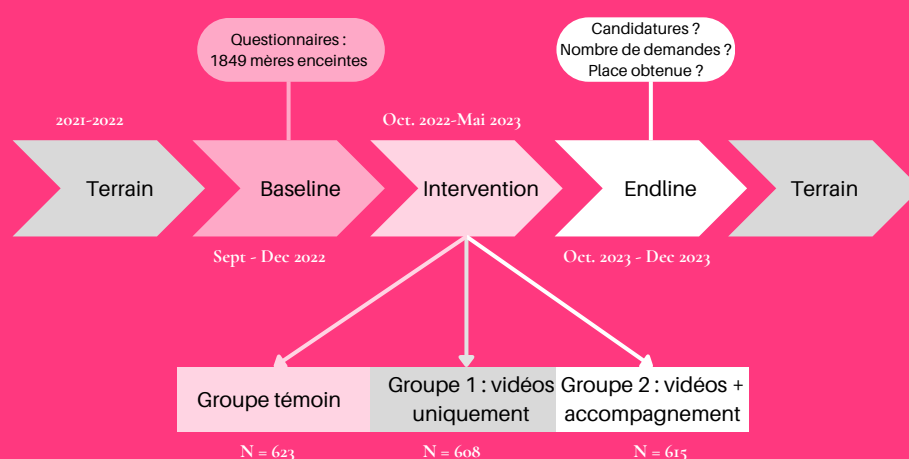 Questionnaires :
1849 mères enceintes
Candidatures ?
Nombre de demandes ?
Place obtenue ?
2021-2022
Oct. 2022-Mai 2023
Terrain
Baseline
Intervention
Endline
Terrain
Sept - Dec 2022
Oct. 2023 - Dec 2023
Groupe témoin
Groupe 1 : vidéos
uniquement
Groupe 2 : vidéos +
accompagnement
N = 623
N = 608
N = 615